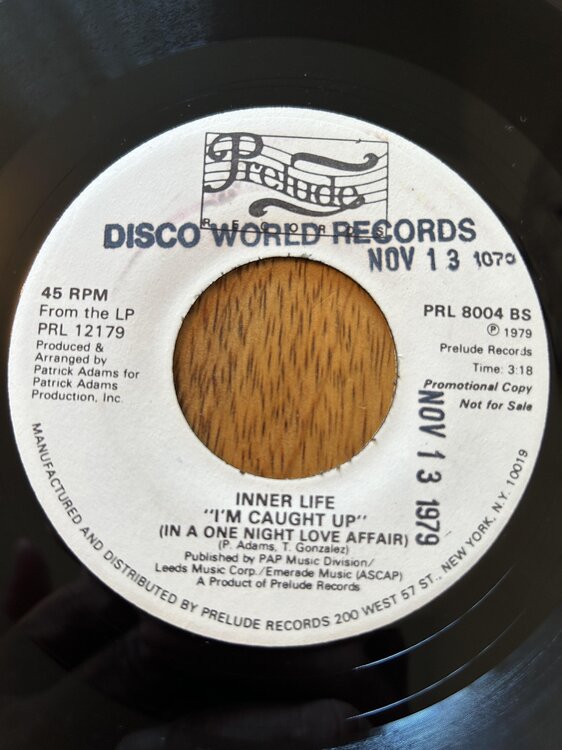 Prelude
RECORDS
DISCO WORLD RECORDS
NOV 13 1979
45 RPM
From the LP
PRL 12179
Produced &
Arranged by
Patrick Adams for
Patrick Adams
Production, Inc.
PRL 8004 BS
Ⓟ 1979
Prelude Records
Time: 3:18
Promotional Copy
Not for Sale
NOV 13 1979
INNER LIFE
"I'M CAUGHT UP"
(IN A ONE NIGHT LOVE AFFAIR)
(P. Adams, T. Gonzalez)
Published by PAP Music Division/
Leeds Music Corp./Emerade Music (ASCAP)
A Product of Prelude Records
MANUFACTURED AND DISTRIBUTED BY PRELUDE RECORDS 200 WEST 57 ST., NEW YORK, N.Y. 10019